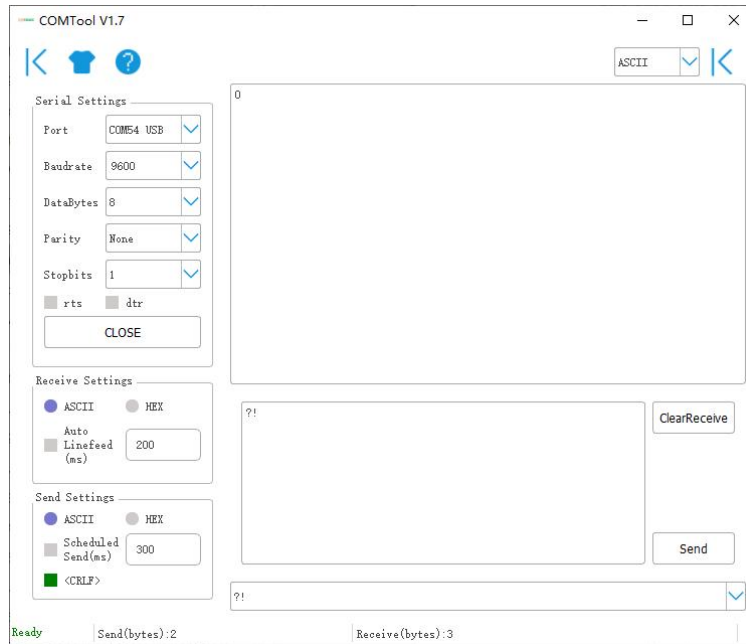 COMTool V1.7
ASCII
Serial Settings
Port COM54 USB
Baudrate 9600
DataBytes 8
Parity None
Stopbits 1
rts dtr
CLOSE
0
Receive Settings
ASCII HEX
Auto
Linefeed
(ms)
200
?!
ClearReceive
Send Settings
ASCII HEX
Scheduled
Send(ms)
300
<CRLF>
Send
?!
Ready Send(bytes):2 Receive(bytes):3